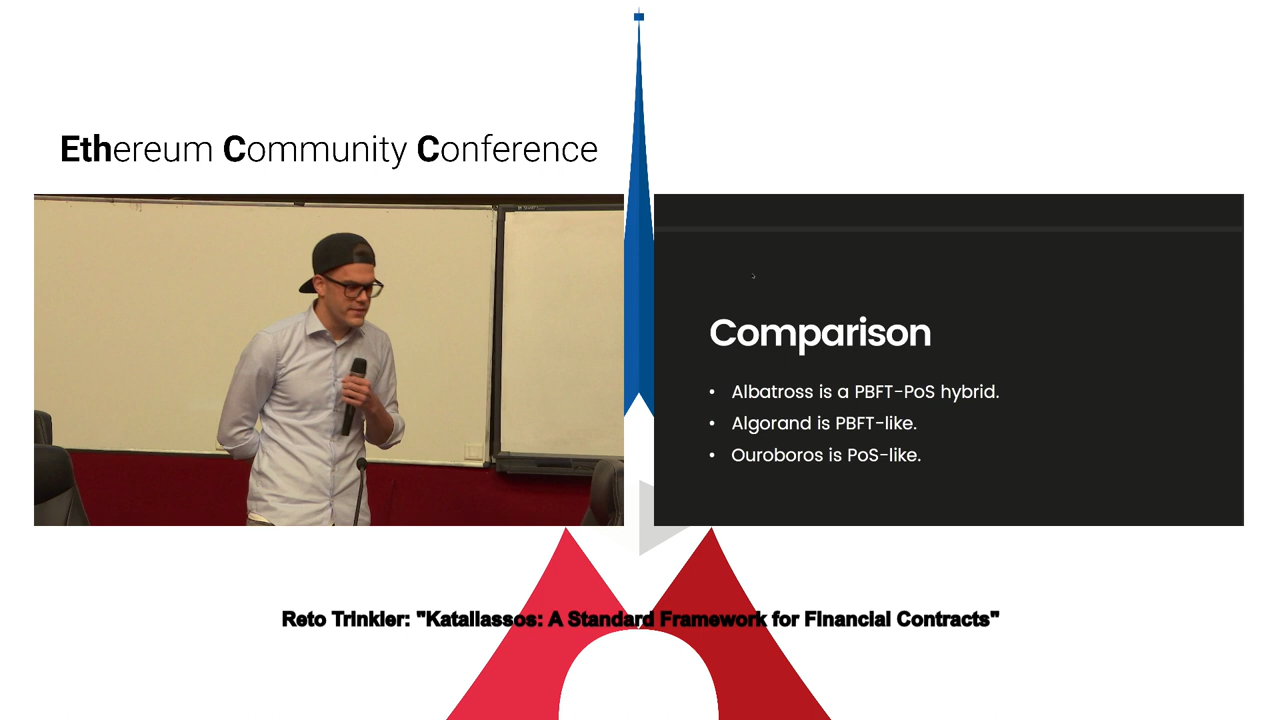 Ethereum Community Conference
Comparison
• Albatross is a PBFT-PoS hybrid.
• Algorand is PBFT-like.
• Ouroboros is PoS-like.
Reto Trinkler: "Katallassos: A Standard Framework for Financial Contracts"